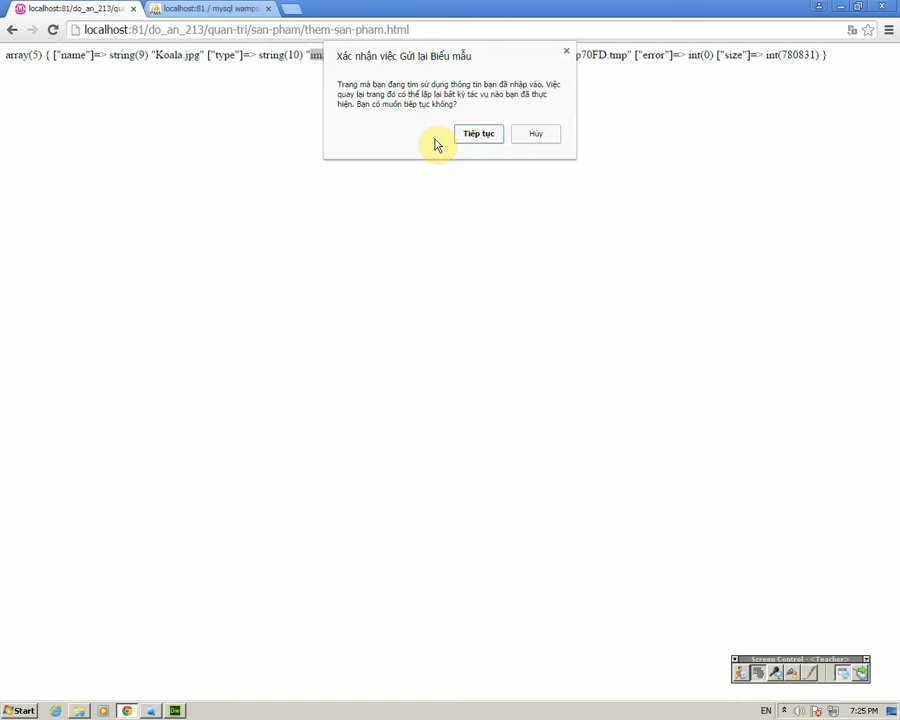 localhost:81/do_an_213/qua
localhost:81 / mysql wamps
localhost:81/do_an_213/quan-tri/san-pham/them-san-pham.html
array(5) { ["name"]=> string(9) "Koala.jpg" ["type"]=> string(10) "im
p70FD.tmp" ["error"]=> int(0) ["size"]=> int(780831) }
Xác nhận việc Gửi lại Biểu mẫu
Trang mà bạn đang tìm sử dụng thông tin bạn đã nhập vào. Việc
quay lại trang đó có thể lặp lại bất kỳ tác vụ nào bạn đã thực
hiện. Bạn có muốn tiếp tục không?
Tiếp tục
Hủy
Screen Control - <Teacher>
Start
Dw
EN
7:25 PM